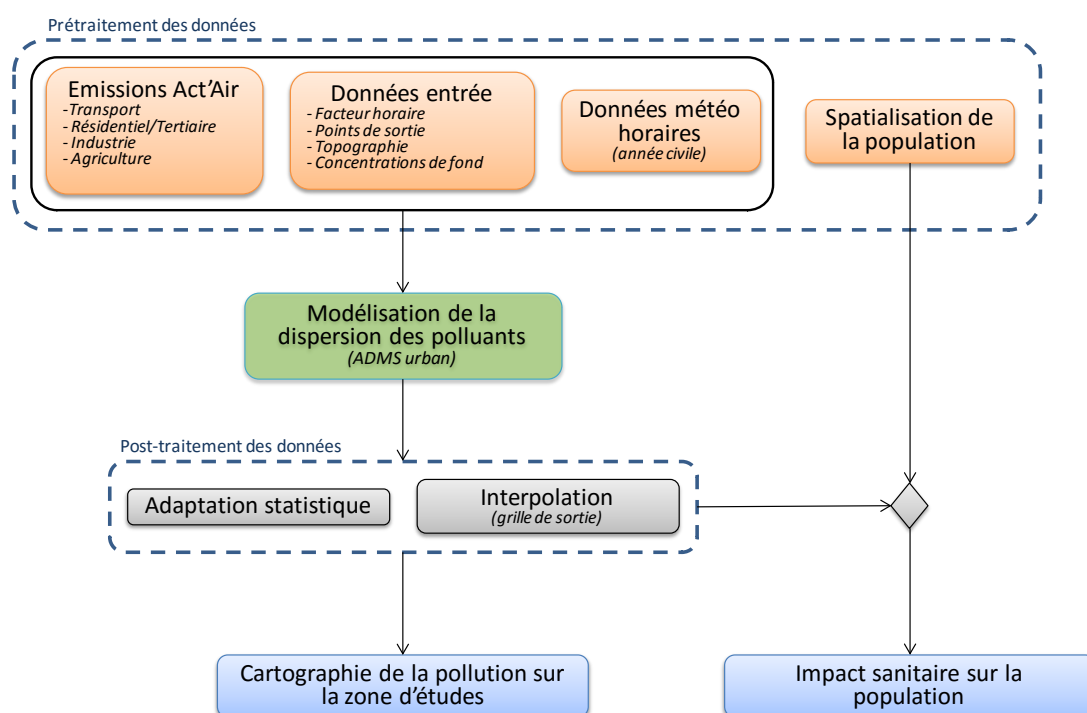 Prétraitement des données
Emissions Act’Air
-Transport
- Résidentiel/Tertiaire
- Industrie
- Agriculture
Données entrée
- Facteur horaire
- Points de sortie
- Topographie
- Concentrations de fond
Données météo
horaires
(année civile)
Spatialisation de
la population
Modélisation de la
dispersion des polluants
(ADMS urban)
Post-traitement des données
Adaptation statistique
Interpolation
(grille de sortie)
Cartographie de la pollution sur
la zone d’études
Impact sanitaire sur la
population